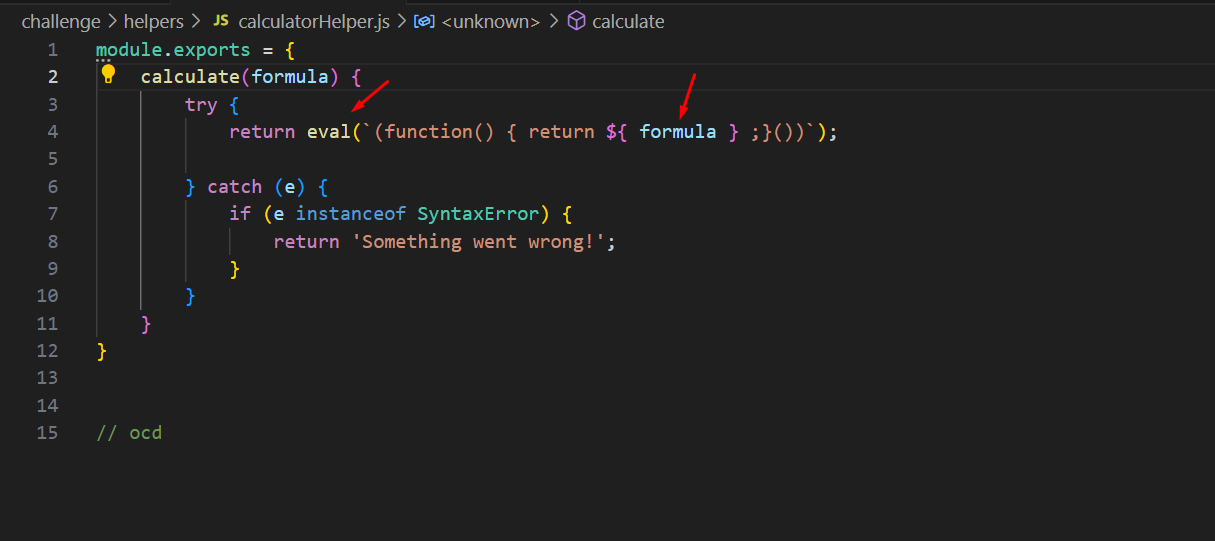 challenge > helpers > JS calculatorHelper.js > <unknown> > calculate
1 module.exports = {
2 calculate(formula) {
3 try {
4 return eval(`(function() { return ${ formula } ;}())`);
5
6 } catch (e) {
7 if (e instanceof SyntaxError) {
8 return 'Something went wrong!';
9 }
10 }
11 }
12 }
13
14
15 // ocd